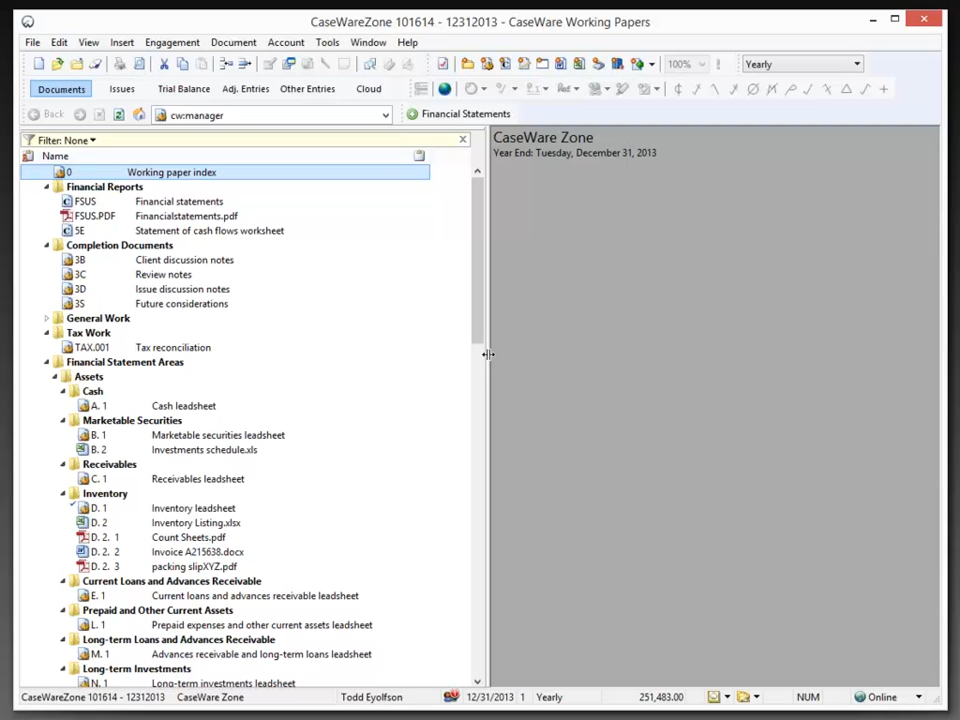 CaseWareZone 101614 - 12312013 - CaseWare Working Papers
File Edit View Insert Engagement Document Account Tools Window Help
100% Yearly
Documents Issues Trial Balance Adj. Entries Other Entries Cloud
Back cw:manager Financial Statements
Filter: None
CaseWare Zone
Year End: Tuesday, December 31, 2013
Name
0 Working paper index
Financial Reports
FSUS Financial statements
FSUS.PDF Financialstatements.pdf
5E Statement of cash flows worksheet
Completion Documents
3B Client discussion notes
3C Review notes
3D Issue discussion notes
3S Future considerations
General Work
Tax Work
TAX.001 Tax reconciliation
Financial Statement Areas
Assets
Cash
A. 1 Cash leadsheet
Marketable Securities
B. 1 Marketable securities leadsheet
B. 2 Investments schedule.xls
Receivables
C. 1 Receivables leadsheet
Inventory
D. 1 Inventory leadsheet
D. 2 Inventory Listing.xlsx
D. 2. 1 Count Sheets.pdf
D. 2. 2 Invoice A215638.docx
D. 2. 3 packing slipXYZ.pdf
Current Loans and Advances Receivable
E. 1 Current loans and advances receivable leadsheet
Prepaid and Other Current Assets
L. 1 Prepaid expenses and other current assets leadsheet
Long-term Loans and Advances Receivable
M. 1 Advances receivable and long-term loans leadsheet
Long-term Investments
N. 1 Long-term investments leadsheet
CaseWareZone 101614 - 12312013 CaseWare Zone Todd Eyolfson 12/31/2013 1 Yearly 251,483.00 NUM Online